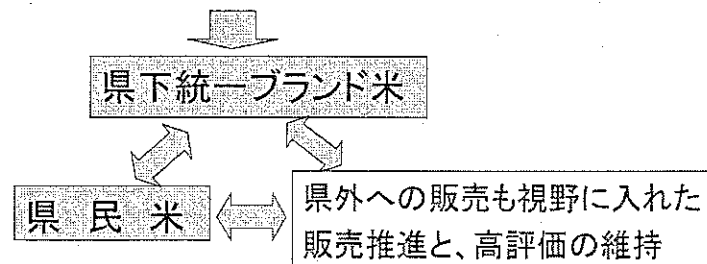 県下統一ブランド米
県民米
県外への販売も視野に入れた
販売推進と、高評価の維持